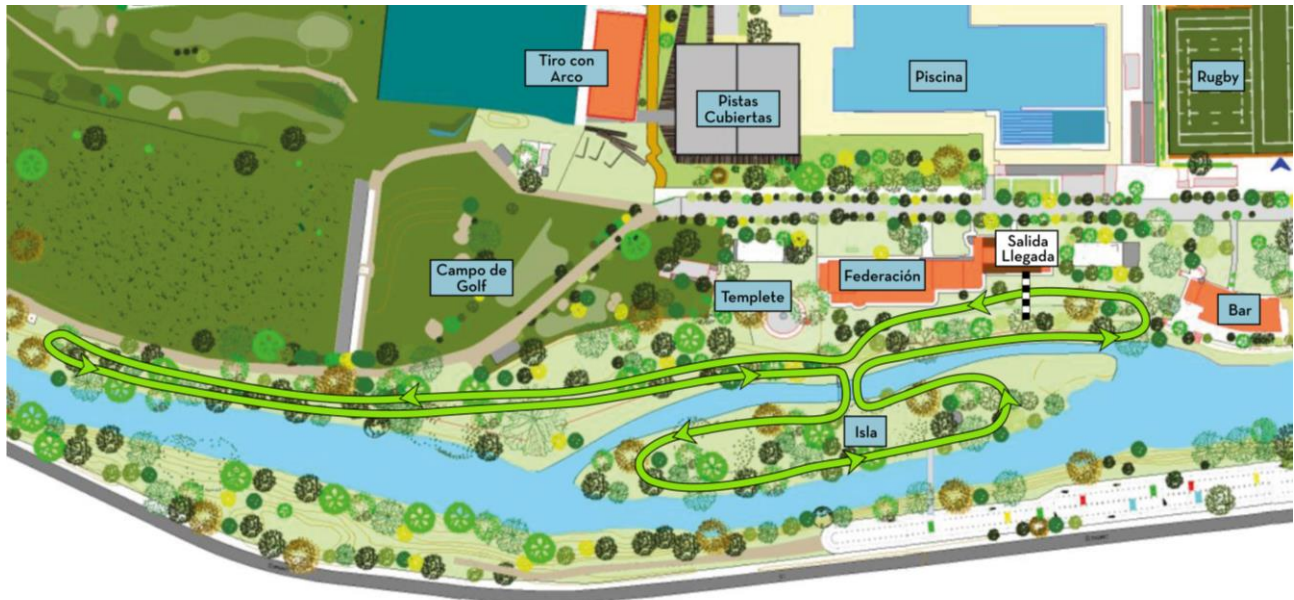 Tiro con
Arco
Pistas
Cubiertas
Piscina
Rugby
Salida
Llegada
Campo de
Golf
Templete
Federación
Bar
Isla